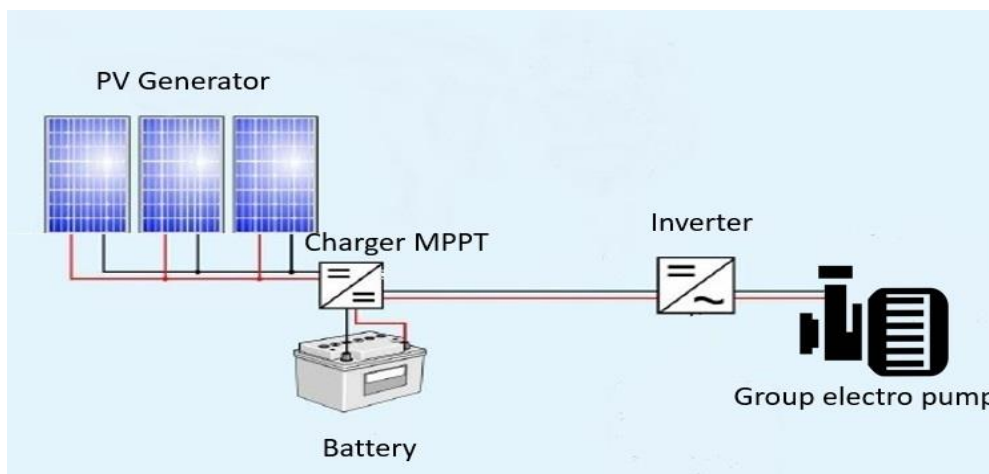 PV Generator
Charger MPPT
Inverter
Group electro pump
Battery